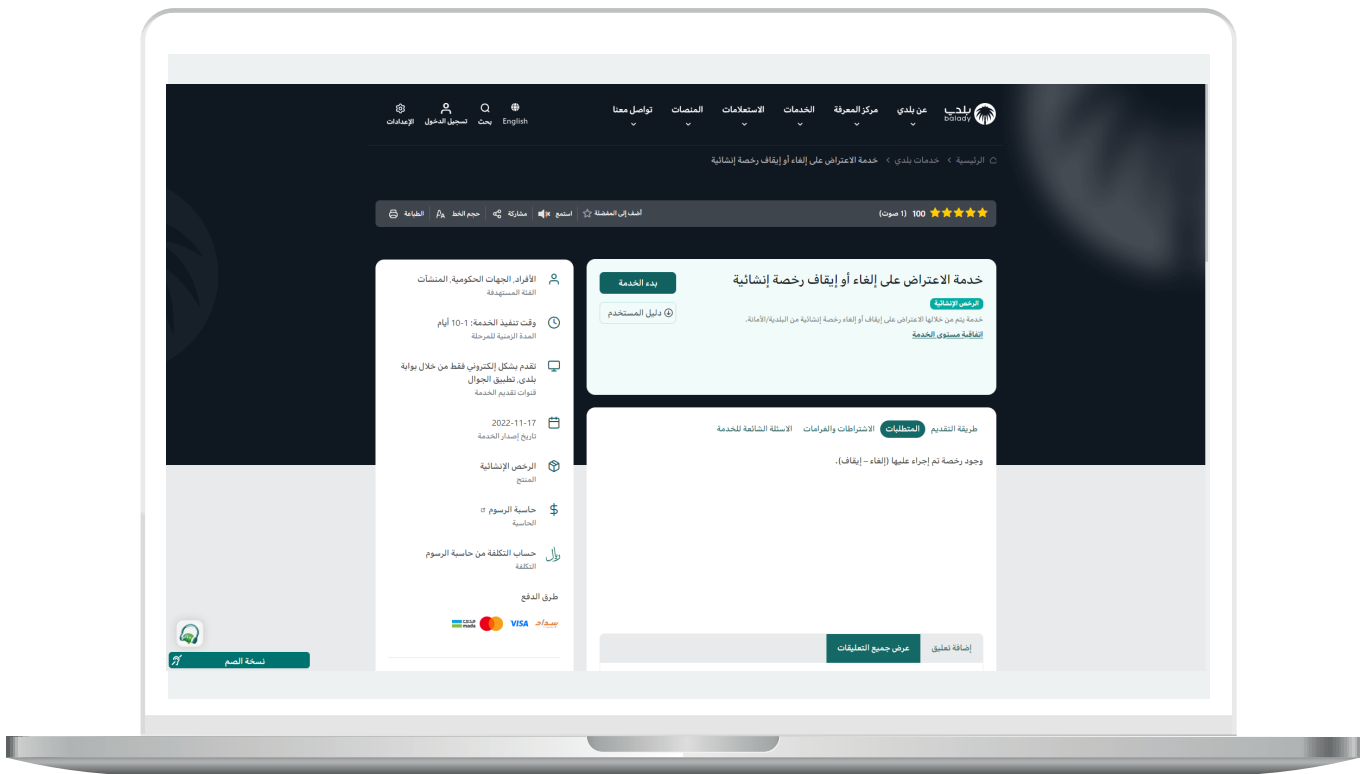 بلدي
balady
عن بلدي
مركز المعرفة
الخدمات
الاستعلامات
المنصات
تواصل معنا
English
بحث
تسجيل الدخول
الإعدادات
الرئيسية > خدمات بلدي > خدمة الاعتراض على إلغاء أو إيقاف رخصة إنشائية
100 (1 صوت)
أضف إلى المفضلة
استمع
مشاركة
حجم الخط
الطباعة
خدمة الاعتراض على إلغاء أو إيقاف رخصة إنشائية
بدء الخدمة
الرخص الإنشائية
دليل المستخدم
خدمة يتم من خلالها الاعتراض على إيقاف أو إلغاء رخصة إنشائية من البلدية/الأمانة.
اتفاقية مستوى الخدمة
طريقة التقديم
المتطلبات
الاشتراطات والغرامات
الاسئلة الشائعة للخدمة
وجود رخصة تم إجراء عليها (إلغاء – إيقاف).
إضافة تعليق
عرض جميع التعليقات
الأفراد, الجهات الحكومية, المنشآت
الفئة المستهدفة
وقت تنفيذ الخدمة: 1-10 أيام
المدة الزمنية للمرحلة
تقدم بشكل إلكتروني فقط من خلال بوابة
بلدي, تطبيق الجوال
قنوات تقديم الخدمة
2022-11-17
تاريخ إصدار الخدمة
الرخص الإنشائية
المنتج
حاسبة الرسوم
الحاسبة
حساب التكلفة من حاسبة الرسوم
التكلفة
طرق الدفع
سداد
VISA
مدى
mada
نسخة الصم